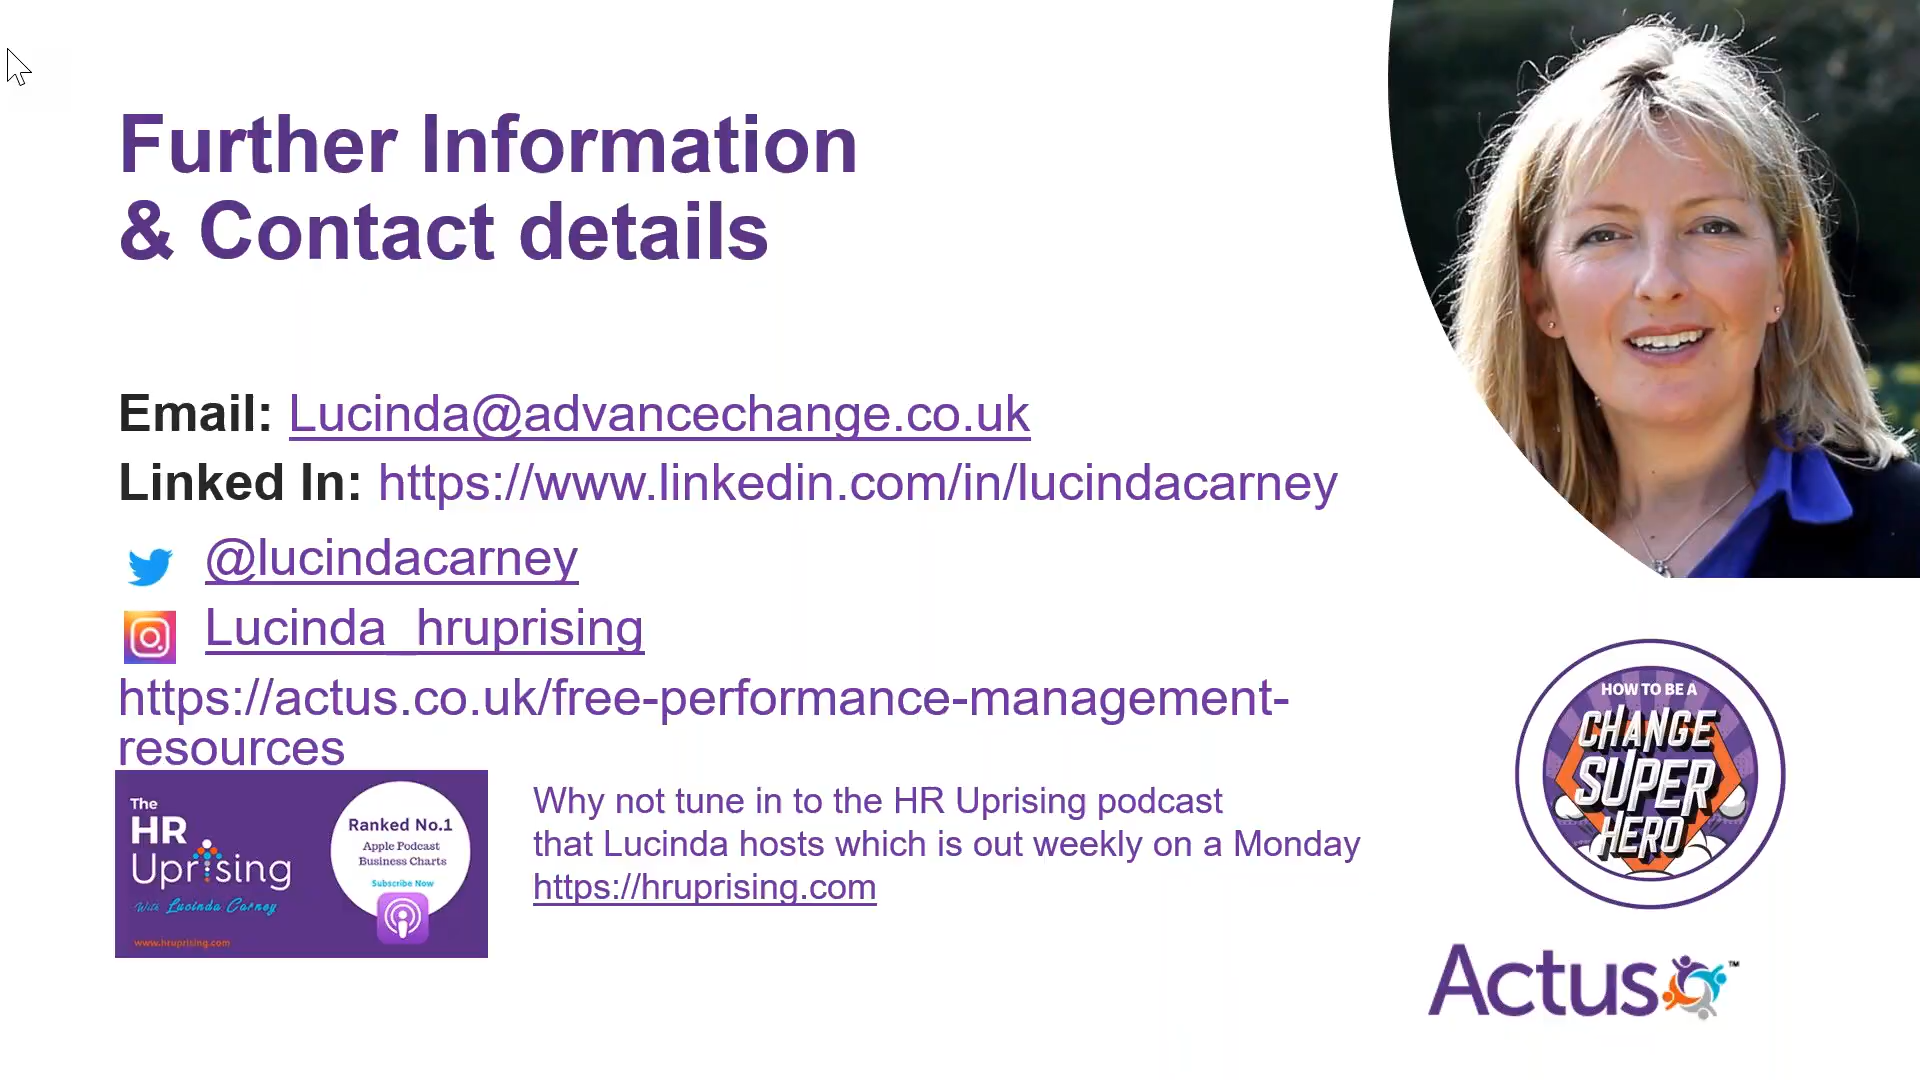 Further Information
& Contact details
Email: Lucinda@advancechange.co.uk
Linked In: https://www.linkedin.com/in/lucindacarney
@lucindacarney
Lucinda_hruprising
https://actus.co.uk/free-performance-management-
resources
The
HR
Uprising
With Lucinda Carney
www.hruprising.com
Ranked No.1
Apple Podcast
Business Charts
Subscribe Now
Why not tune in to the HR Uprising podcast
that Lucinda hosts which is out weekly on a Monday
https://hruprising.com
HOW TO BE A
CHANGE
SUPER
HERO
Actus™